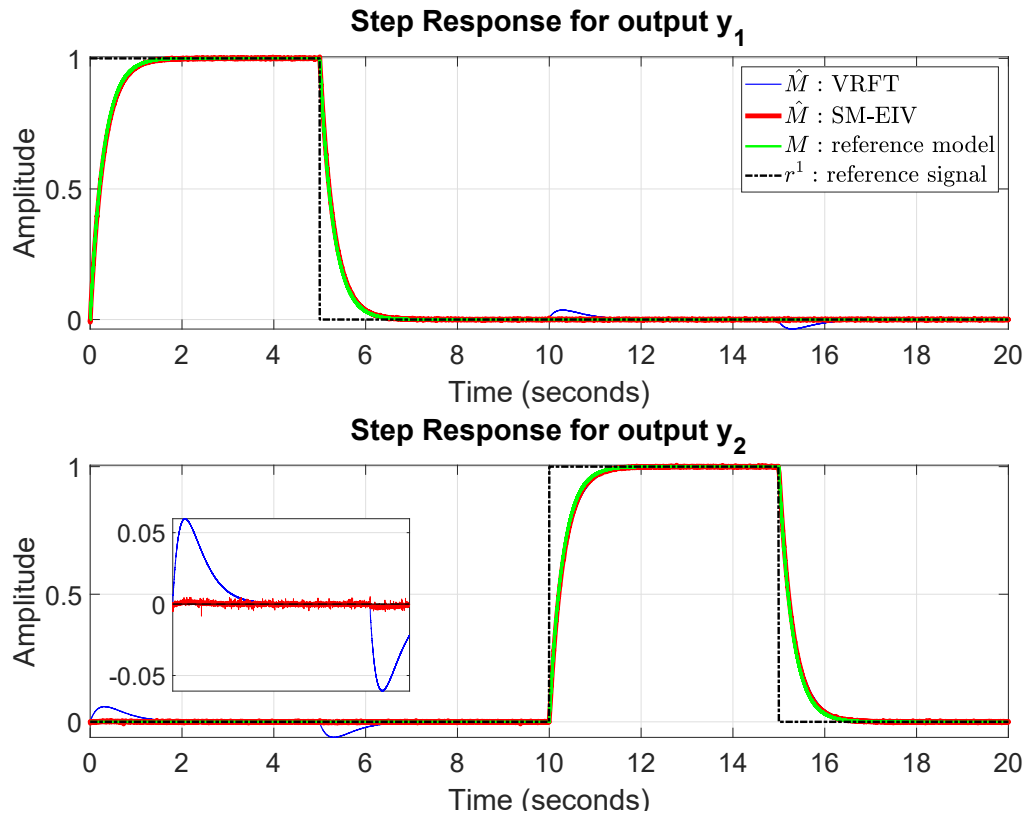 Step Response for output y₁
1
0.5
0
Amplitude
M̂ : VRFT
M̂ : SM-EIV
M : reference model
r¹ : reference signal
0 2 4 6 8 10 12 14 16 18 20
Time (seconds)
Step Response for output y₂
1
0.5
0
Amplitude
0.05
0
-0.05
0 2 4 6 8 10 12 14 16 18 20
Time (seconds)